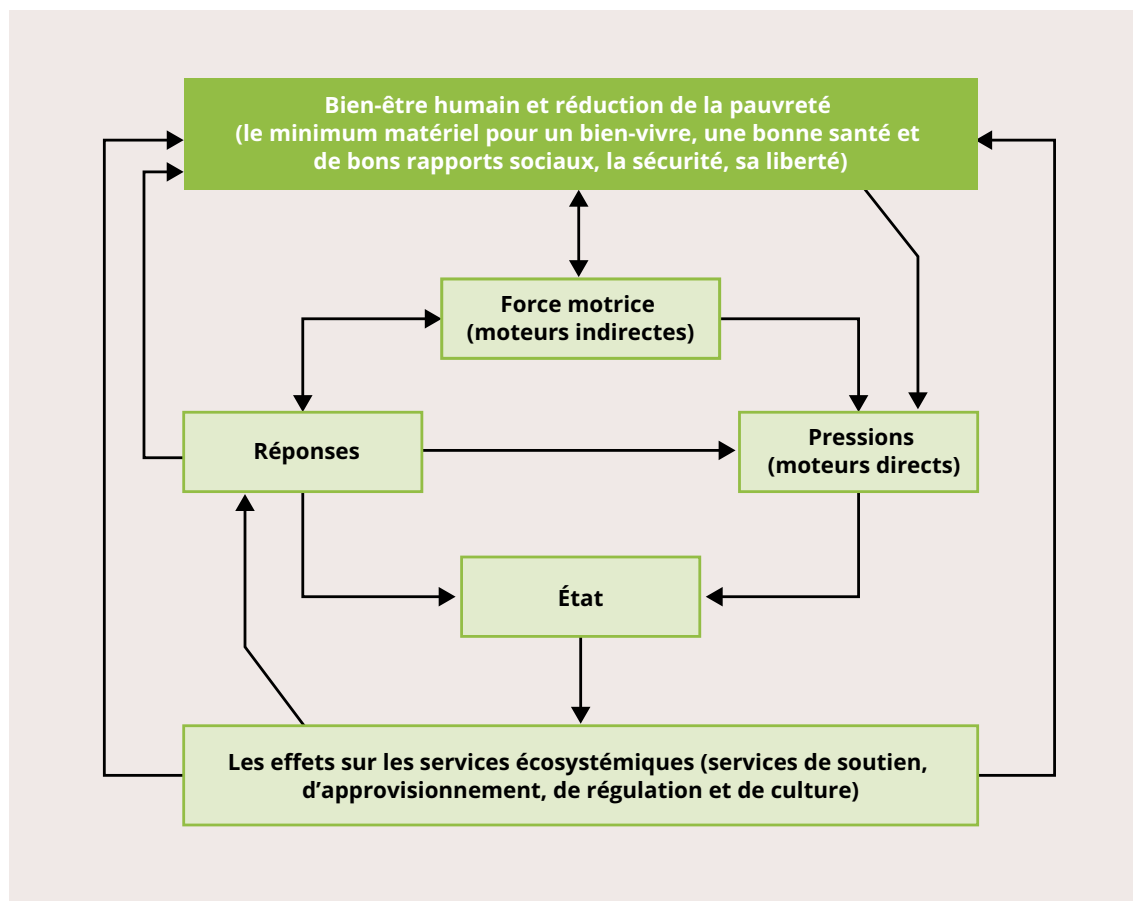 Bien-être humain et réduction de la pauvreté
(le minimum matériel pour un bien-vivre, une bonne santé et
de bons rapports sociaux, la sécurité, sa liberté)
Force motrice
(moteurs indirectes)
Réponses
Pressions
(moteurs directs)
État
Les effets sur les services écosystémiques (services de soutien,
d’approvisionnement, de régulation et de culture)